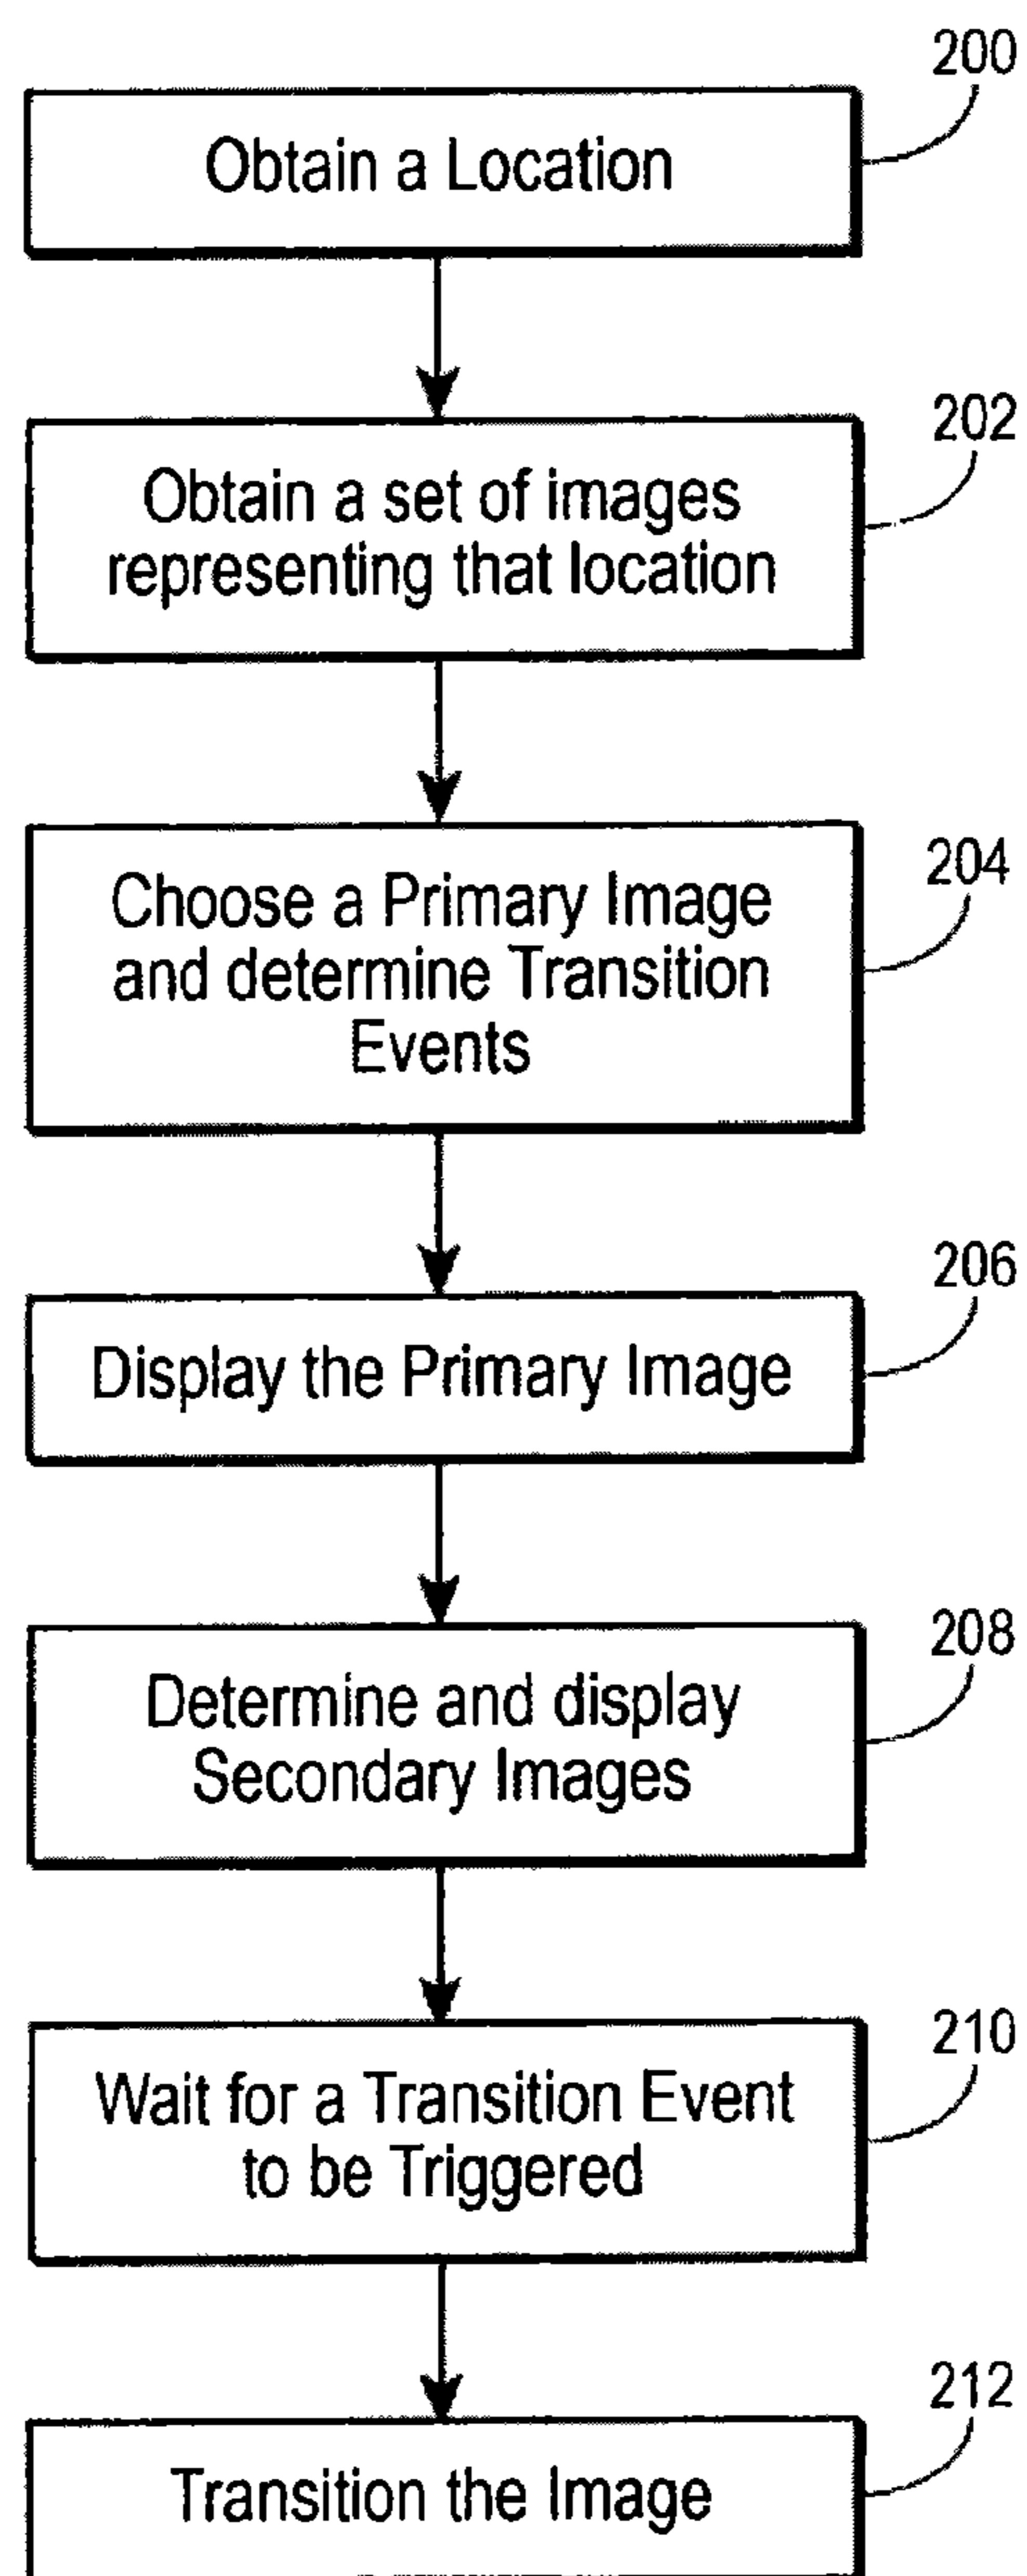 200
Obtain a Location
202
Obtain a set of images
representing that location
204
Choose a Primary Image
and determine Transition
Events
206
Display the Primary Image
208
Determine and display
Secondary Images
210
Wait for a Transition Event
to be Triggered
212
Transition the Image